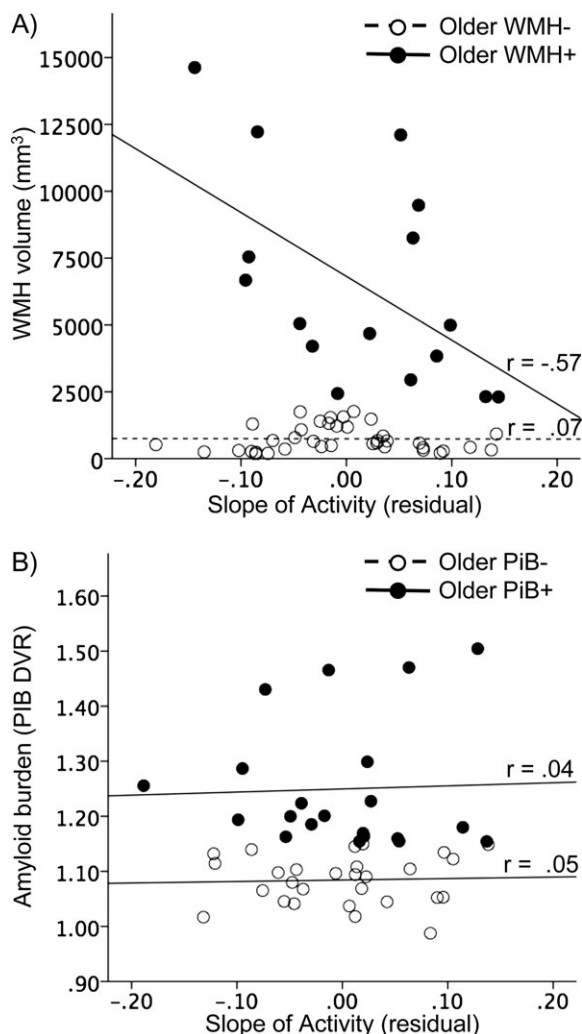 A)
Older WMH-
Older WMH+
15000
12500
10000
7500
5000
2500
0
WMH volume (mm³)
r = -.57
r = .07
-.20 -.10 .00 .10 .20
Slope of Activity (residual)
B)
Older PiB-
Older PiB+
1.60
1.50
1.40
1.30
1.20
1.10
1.00
.90
Amyloid burden (PIB DVR)
r = .04
r = .05
-.20 -.10 .00 .10 .20
Slope of Activity (residual)